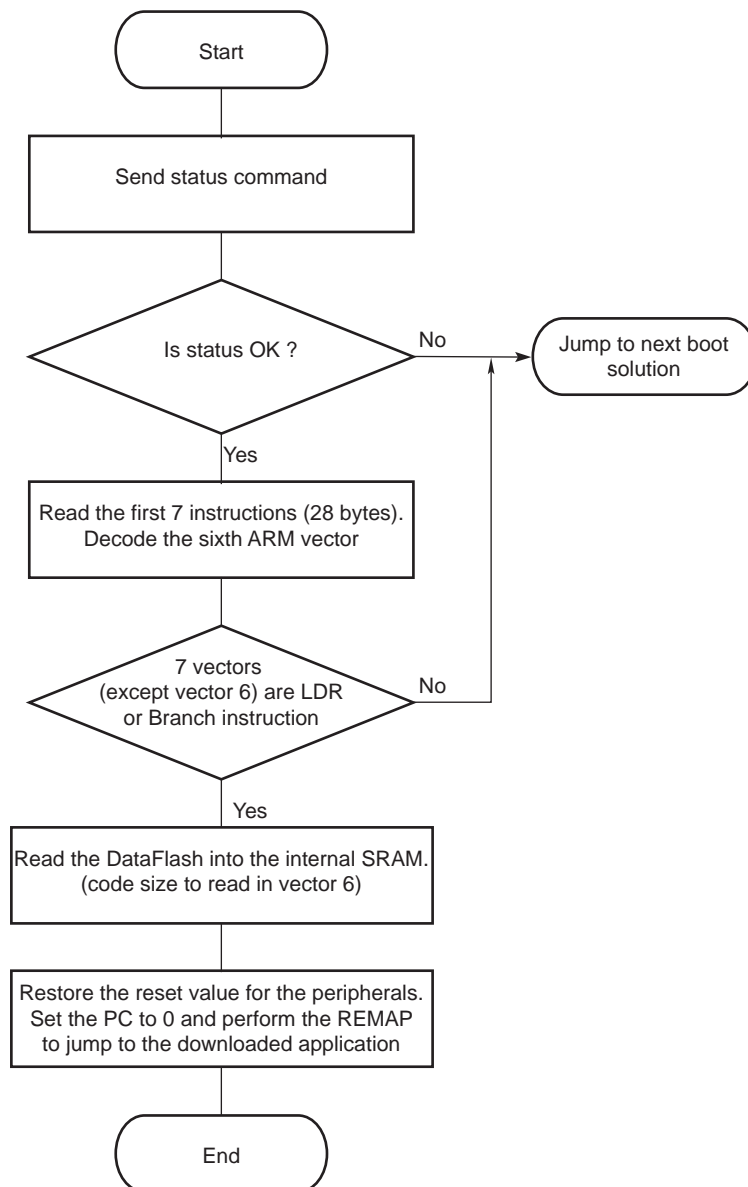 Start
Send status command
Is status OK ?
No
Jump to next boot
solution
Yes
Read the first 7 instructions (28 bytes).
Decode the sixth ARM vector
7 vectors
(except vector 6) are LDR
or Branch instruction
No
Yes
Read the DataFlash into the internal SRAM.
(code size to read in vector 6)
Restore the reset value for the peripherals.
Set the PC to 0 and perform the REMAP
to jump to the downloaded application
End